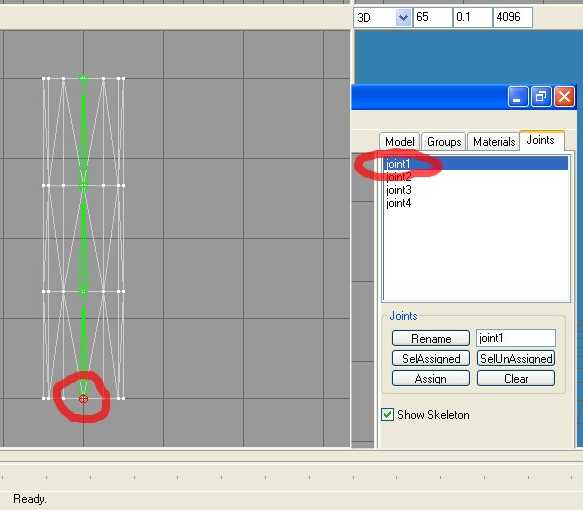 3D 65 0.1 4096
Model Groups Materials Joints
joint1
joint2
joint3
joint4
Joints
Rename joint1
SelAssigned SelUnAssigned
Assign Clear
Show Skeleton
Ready.